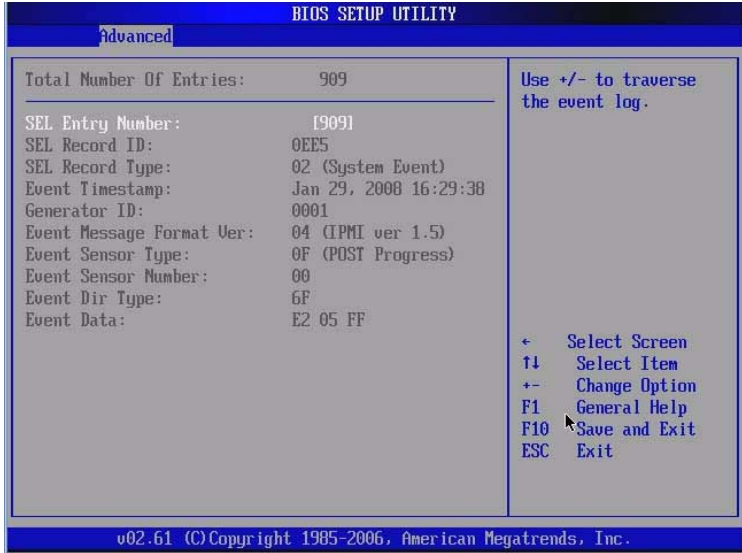 BIOS SETUP UTILITY
Advanced
Total Number Of Entries: 909
SEL Entry Number: [909]
SEL Record ID: 0EE5
SEL Record Type: 02 (System Event)
Event Timestamp: Jan 29, 2008 16:29:38
Generator ID: 0001
Event Message Format Ver: 04 (IPMI ver 1.5)
Event Sensor Type: 0F (POST Progress)
Event Sensor Number: 00
Event Dir Type: 6F
Event Data: E2 05 FF
Use +/- to traverse
the event log.
← Select Screen
↑↓ Select Item
+- Change Option
F1 General Help
F10 Save and Exit
ESC Exit
v02.61 (C)Copyright 1985-2006, American Megatrends, Inc.